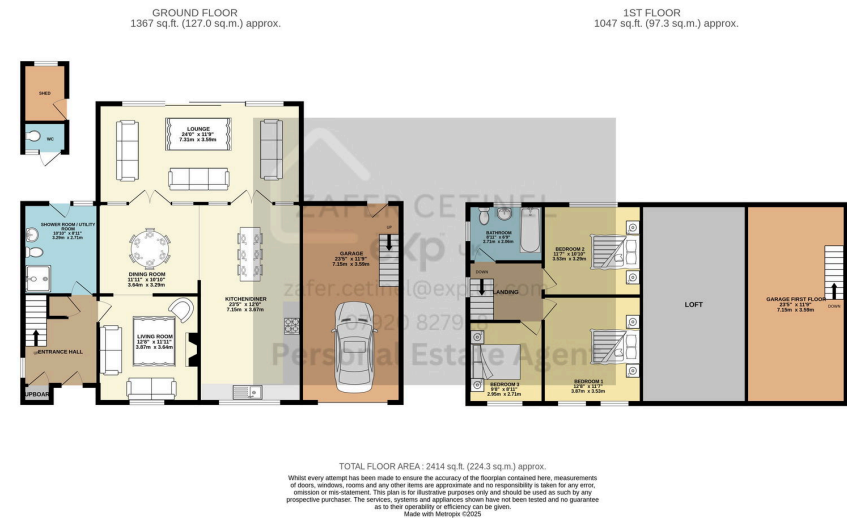 GROUND FLOOR
1367 sq.ft. (127.0 sq.m.) approx.
1ST FLOOR
1047 sq.ft. (97.3 sq.m.) approx.
SHED
WC
LOUNGE
24'0" x 11'9"
7.31m x 3.59m
SHOWER ROOM / UTILITY
ROOM
10'10" x 8'11"
3.29m x 2.71m
DINING ROOM
11'11" x 10'10"
3.64m x 3.29m
KITCHEN/DINER
23'5" x 12'0"
7.15m x 3.67m
GARAGE
23'5" x 11'9"
7.15m x 3.59m
ENTRANCE HALL
LIVING ROOM
12'8" x 11'11"
3.87m x 3.64m
UPBOAR
BATHROOM
8'11" x 6'9"
2.71m x 2.06m
BEDROOM 2
11'7" x 10'10"
3.53m x 3.29m
DOWN
LANDING
BEDROOM 3
9'8" x 8'11"
2.95m x 2.71m
BEDROOM 1
12'8" x 11'7"
3.87m x 3.53m
LOFT
GARAGE FIRST FLOOR
23'5" x 11'9"
7.15m x 3.59m
DOWN
ZAFER CETINEL
exp UK
Personal Estate Agent
TOTAL FLOOR AREA : 2414 sq.ft. (224.3 sq.m.) approx.
Whilst every attempt has been made to ensure the accuracy of the floorplan contained here, measurements
of doors, windows, rooms and any other items are approximate and no responsibility is taken for any error,
omission or mis-statement. This plan is for illustrative purposes only and should be used as such by any
prospective purchaser. The services, systems and appliances shown have not been tested and no guarantee
as to their operability or efficiency can be given.
Made with Metropix ©2025